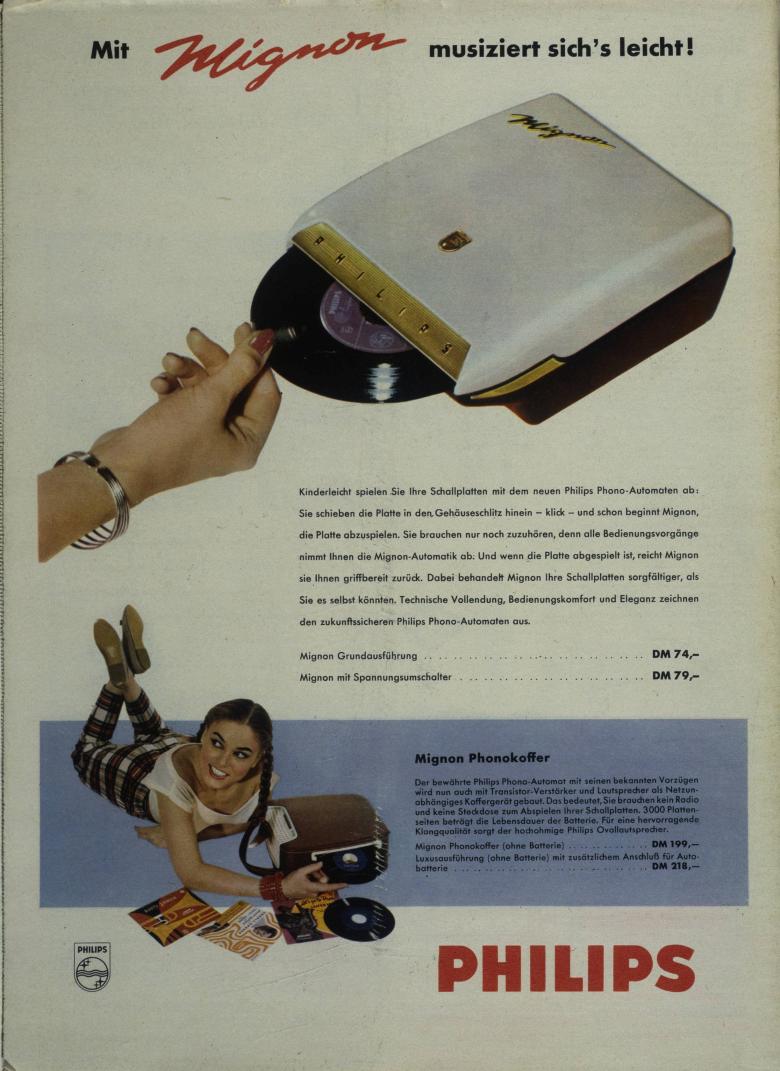 Mit Mignon musiziert sich's leicht!
Mignon
PHILIPS
PHILIPS
Kinderleicht spielen Sie Ihre Schallplatten mit dem neuen Philips Phono-Automaten ab:
Sie schieben die Platte in den Gehäuseschlitz hinein – klick – und schon beginnt Mignon,
die Platte abzuspielen. Sie brauchen nur noch zuzuhören, denn alle Bedienungsvorgänge
nimmt Ihnen die Mignon-Automatik ab: Und wenn die Platte abgespielt ist, reicht Mignon
sie Ihnen griffbereit zurück. Dabei behandelt Mignon Ihre Schallplatten sorgfältiger, als
Sie es selbst könnten. Technische Vollendung, Bedienungskomfort und Eleganz zeichnen
den zukunftssicheren Philips Phono-Automaten aus.
Mignon Grundausführung . . . . . . . . . . . . . . . . . . . . DM 74,–
Mignon mit Spannungsumschalter . . . . . . . . . . . . . . . . . DM 79,–
Mignon Phonokoffer
Der bewährte Philips Phono-Automat mit seinen bekannten Vorzügen
wird nun auch mit Transistor-Verstärker und Lautsprecher als Netzun-
abhängiges Koffergerät gebaut. Das bedeutet, Sie brauchen kein Radio
und keine Steckdose zum Abspielen Ihrer Schallplatten. 3000 Platten-
seiten beträgt die Lebensdauer der Batterie. Für eine hervorragende
Klangqualität sorgt der hochohmige Philips Ovallautsprecher.
Mignon Phonokoffer (ohne Batterie) . . . . . . . . . . . . DM 199,–
Luxusausführung (ohne Batterie) mit zusätzlichem Anschluß für Auto-
batterie . . . . . . . . . . . . . . . . . . . . . . . . . DM 218,–
PHILIPS
PHILIPS